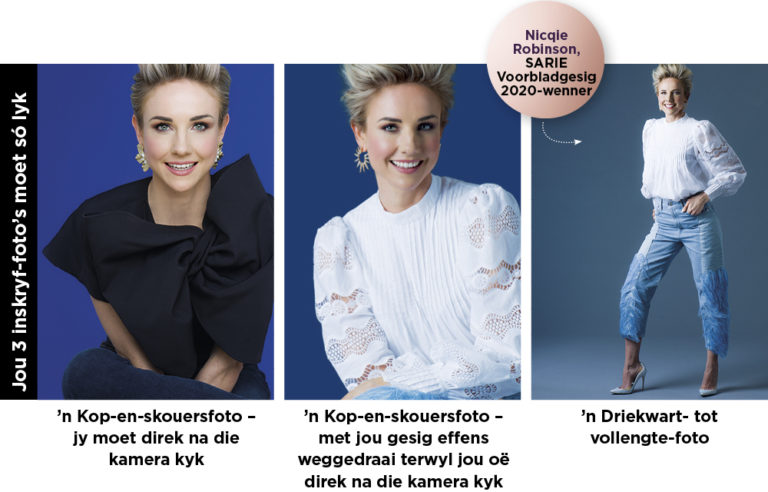 Jou 3 inskryf-foto’s moet só lyk
Nicqie
Robinson,
SARIE
Voorbladgesig
2020-wenner
’n Kop-en-skouersfoto –
jy moet direk na die
kamera kyk
’n Kop-en-skouersfoto –
met jou gesig effens
weggedraai terwyl jou oë
direk na die kamera kyk
’n Driekwart- tot
vollengte-foto